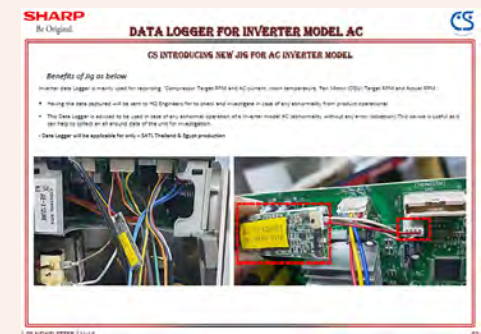 SHARP
Be Original.
CS
DATA LOGGER FOR INVERTER MODEL AC
CS INTRODUCING NEW JIG FOR AC INVERTER MODEL
Benefits of Jig as below
Inverter data Logger is mainly used for recording "Compressor Target RPM and AC current, room temperature, Fan Motor (ODU) Target RPM and Actual RPM
• Having the data captured will be sent to HQ Engineers for to check and investigate in case of any abnormality from product operational
• This Data Logger is advised to be used in case of any abnormal operation of a Inverter model AC (abnormality without any error indication) This device is useful as it
can help to collect an all around data of the unit for investigation.
- Data Logger will be applicable for only – SATL Thailand & Egypt production